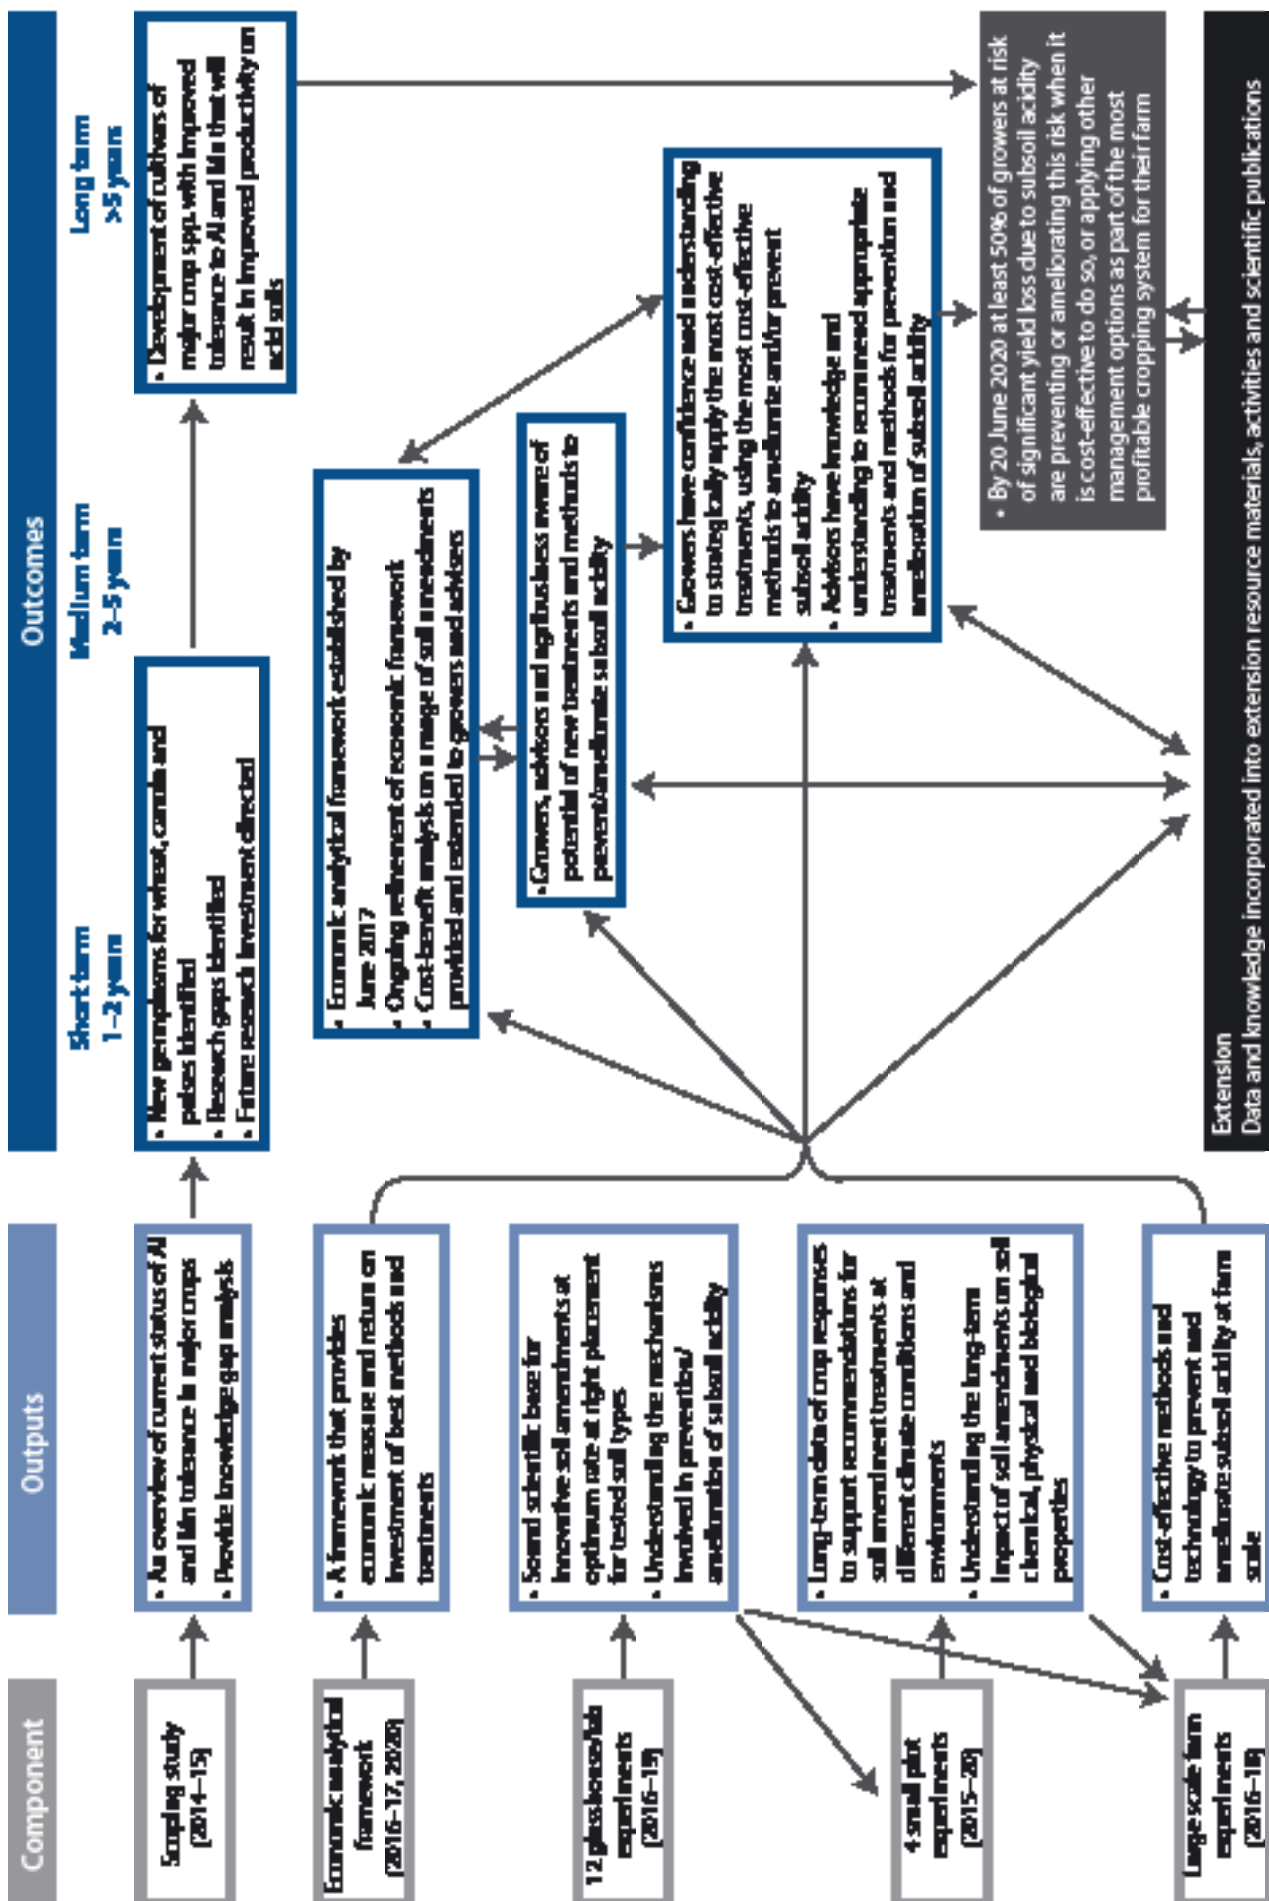 Component
Outputs
Outcomes
Short term
1–2 years
Medium term
2–5 years
Long term
>5 years
Scoping study
(2014–15)
• An overview of current status of Al
and Mn tolerance in major crops
• Provide knowledge gap analysis
• New germplasms for wheat, canola and
pulses identified
• Research gaps identified
• Future research investment directed
• Development of cultivars of
major crop spp. with improved
tolerance to Al and Mn that will
result in improved productivity on
acid soils
Economic analytical
framework
(2016–17, 2020)
• A framework that provides
economic measure and return on
investment of best methods and
treatments
• Economic analytical framework established by
June 2017
• Ongoing refinement of economic framework
• Cost-benefit analysis on a range of soil amendments
provided and extended to growers and advisers
12 glasshouse/lab
experiments
(2016–19)
• Sound scientific base for
innovative soil amendments at
optimum rate at right placement
for tested soil types
• Understanding the mechanisms
involved in prevention/
amelioration of subsoil acidity
• Growers, advisors and agribusiness aware of
potential of new treatments and methods to
prevent/ameliorate subsoil acidity
• Growers have confidence and understanding
to strategically apply the most cost-effective
treatments, using the most cost-effective
methods to ameliorate and/or prevent
subsoil acidity
• Advisors have knowledge and
understanding to recommend appropriate
treatments and methods for prevention and
amelioration of subsoil acidity
4 small plot
experiments
(2015–20)
• Long-term data of crop responses
to support recommendations for
soil amendment treatments at
different climate conditions and
environments
• Understanding the long-term
impact of soil amendments on soil
chemical, physical and biological
properties
• By 20 June 2020 at least 50% of growers at risk
of significant yield loss due to subsoil acidity
are preventing or ameliorating this risk when it
is cost-effective to do so, or applying other
management options as part of the most
profitable cropping system for their farm
Large scale farm
experiments
(2016–18)
• Cost-effective methods and
technology to prevent and
ameliorate subsoil acidity at farm
scale
Extension
Data and knowledge incorporated into extension resource materials, activities and scientific publications